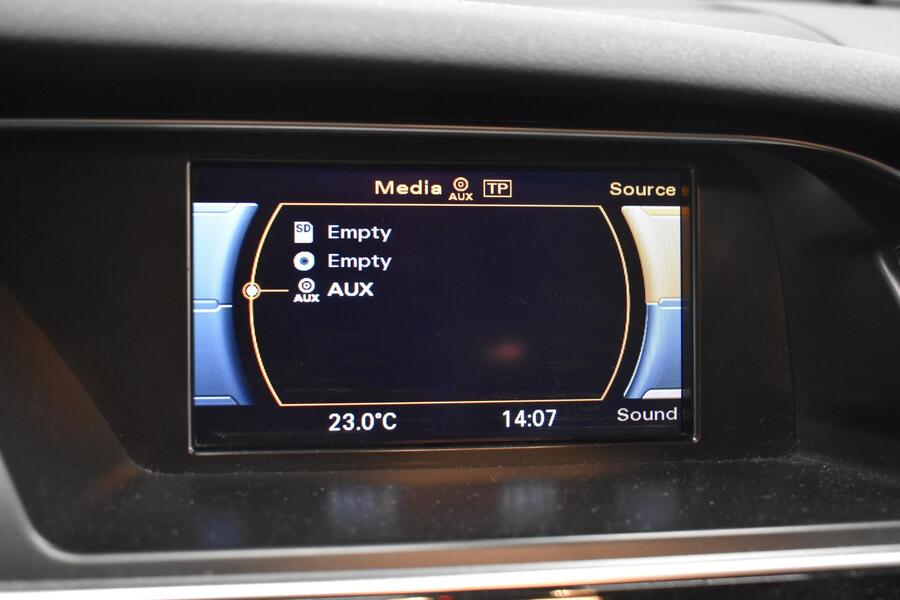 Media AUX TP Source
SD Empty
Empty
AUX AUX
23.0°C 14:07 Sound